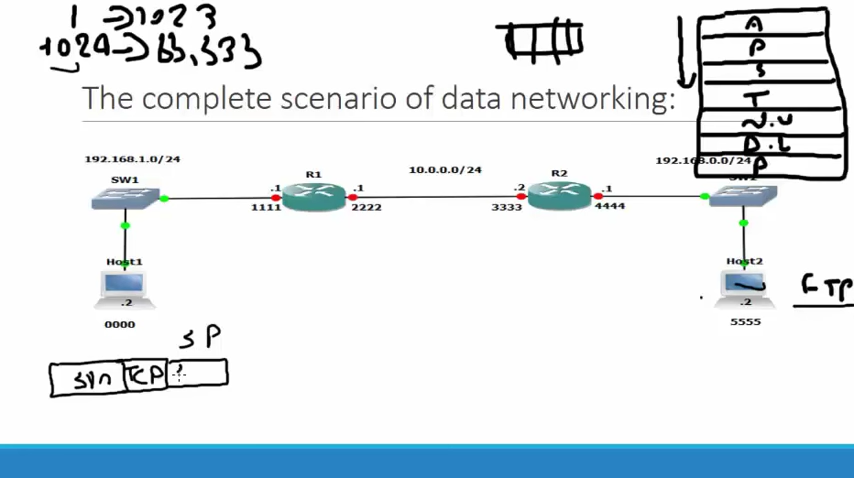 1 → 1023
1024 → 65,533
A
P
S
T
N.W
D.L
P
The complete scenario of data networking:
192.168.1.0/24
10.0.0.0/24
192.168.0.0/24
SW1
R1
R2
.1
.1
.2
.1
1111
2222
3333
4444
Host1
Host2
.2
.2
0000
5555
FTP
S P
syn TCP